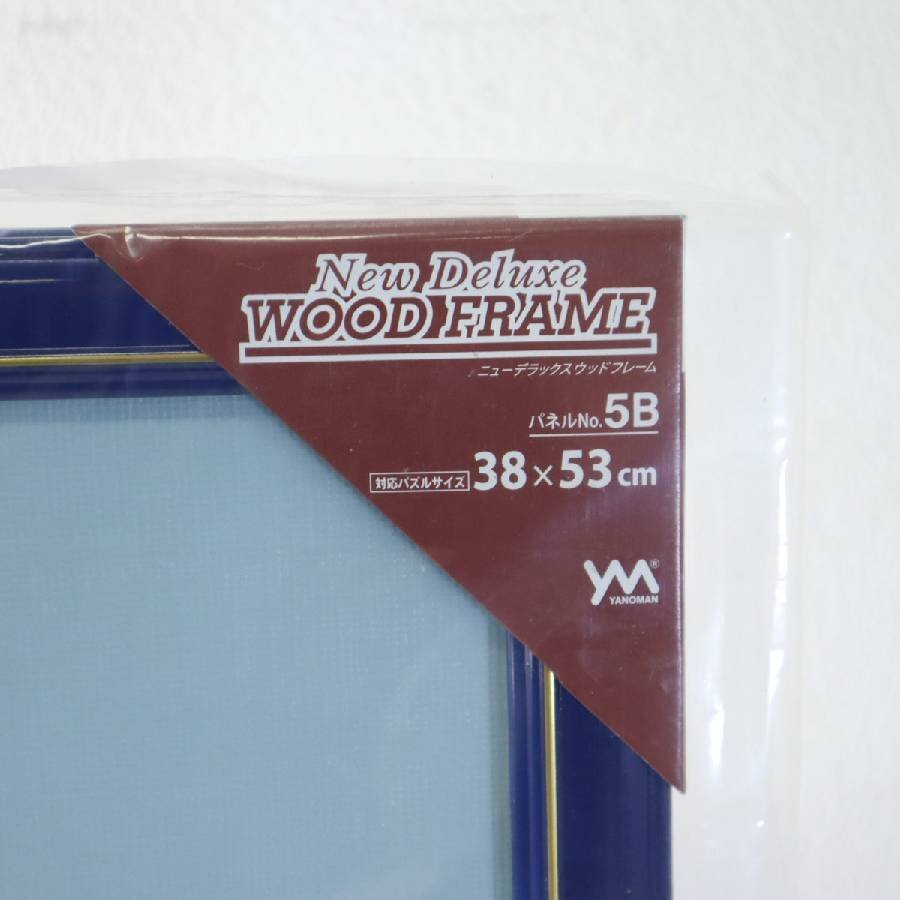 New Deluxe
WOOD FRAME
ニューデラックスウッドフレーム
パネルNo. 5B
対応パズルサイズ 38×53cm
YM®
YANOMAN